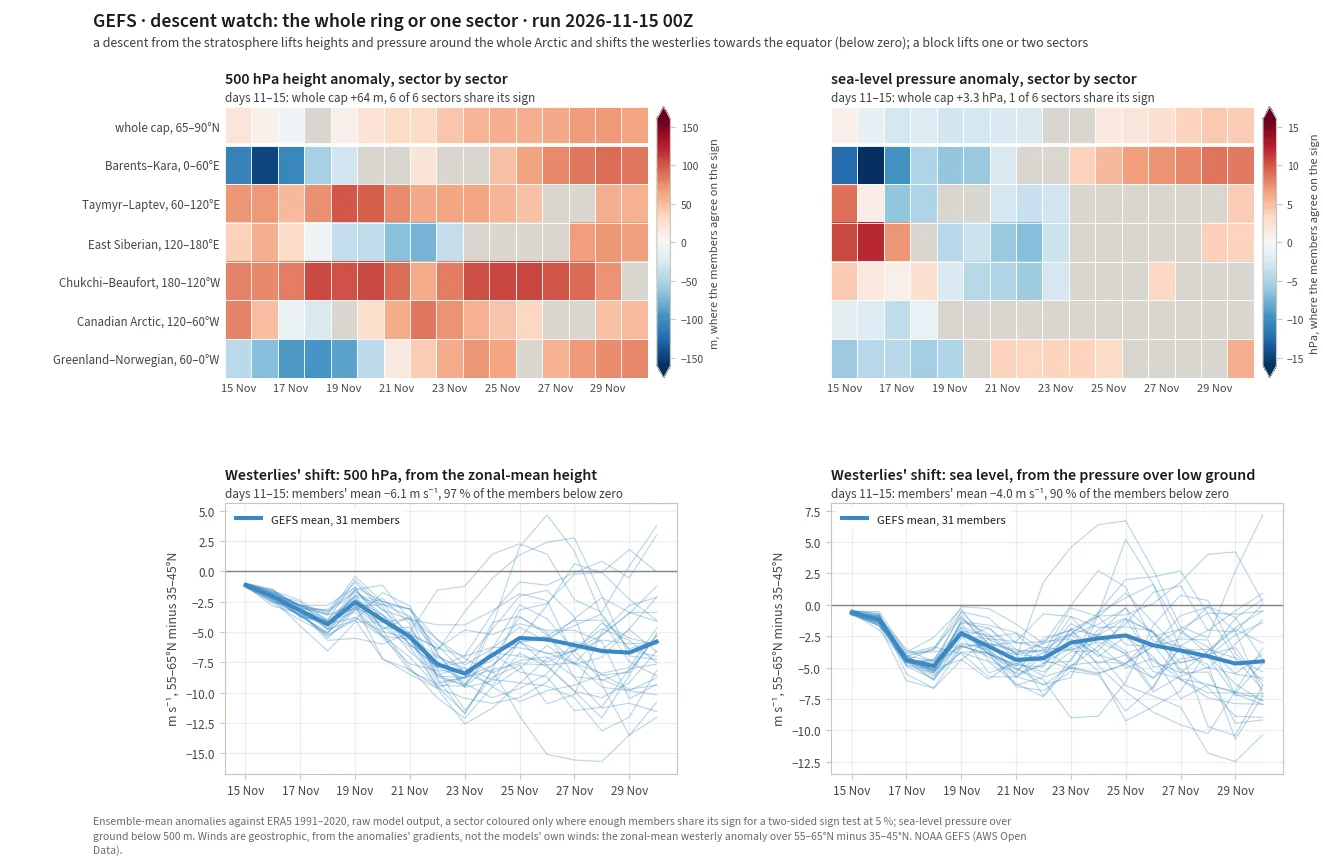 GEFS · descent watch: the whole ring or one sector · run 2026-11-15 00Z
a descent from the stratosphere lifts heights and pressure around the whole Arctic and shifts the westerlies towards the equator (below zero); a block lifts one or two sectors
500 hPa height anomaly, sector by sector
days 11–15: whole cap +64 m, 6 of 6 sectors share its sign
whole cap, 65–90°N
Barents–Kara, 0–60°E
Taymyr–Laptev, 60–120°E
East Siberian, 120–180°E
Chukchi–Beaufort, 180–120°W
Canadian Arctic, 120–60°W
Greenland–Norwegian, 60–0°W
15 Nov 17 Nov 19 Nov 21 Nov 23 Nov 25 Nov 27 Nov 29 Nov
150
100
50
0
−50
−100
−150
m, where the members agree on the sign
sea-level pressure anomaly, sector by sector
days 11–15: whole cap +3.3 hPa, 1 of 6 sectors share its sign
15 Nov 17 Nov 19 Nov 21 Nov 23 Nov 25 Nov 27 Nov 29 Nov
15
10
5
0
−5
−10
−15
hPa, where the members agree on the sign
Westerlies' shift: 500 hPa, from the zonal-mean height
days 11–15: members' mean −6.1 m s⁻¹, 97 % of the members below zero
GEFS mean, 31 members
5.0
2.5
0.0
−2.5
−5.0
−7.5
−10.0
−12.5
−15.0
m s⁻¹, 55–65°N minus 35–45°N
15 Nov 17 Nov 19 Nov 21 Nov 23 Nov 25 Nov 27 Nov 29 Nov
Westerlies' shift: sea level, from the pressure over low ground
days 11–15: members' mean −4.0 m s⁻¹, 90 % of the members below zero
GEFS mean, 31 members
7.5
5.0
2.5
0.0
−2.5
−5.0
−7.5
−10.0
−12.5
m s⁻¹, 55–65°N minus 35–45°N
15 Nov 17 Nov 19 Nov 21 Nov 23 Nov 25 Nov 27 Nov 29 Nov
Ensemble-mean anomalies against ERA5 1991–2020, raw model output, a sector coloured only where enough members share its sign for a two-sided sign test at 5 %; sea-level pressure over
ground below 500 m. Winds are geostrophic, from the anomalies' gradients, not the models' own winds: the zonal-mean westerly anomaly over 55–65°N minus 35–45°N. NOAA GEFS (AWS Open
Data).